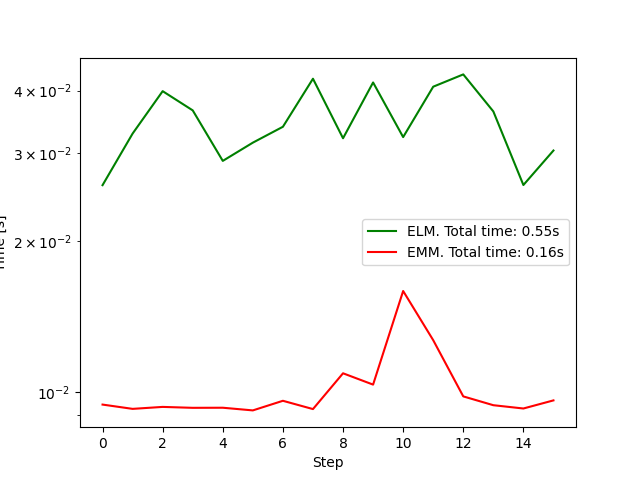 4 × 10⁻²
3 × 10⁻²
2 × 10⁻²
10⁻²
Time [s]
ELM. Total time: 0.55s
EMM. Total time: 0.16s
0 2 4 6 8 10 12 14
Step